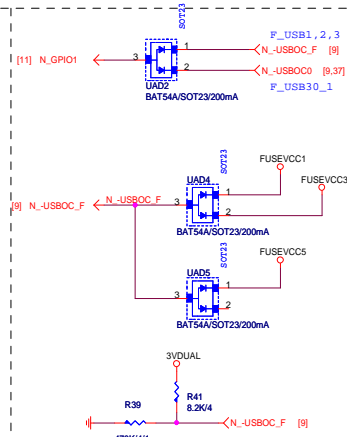 SOT23
F_USB1,2,3
1
N_-USBOC_F [9]
[11] N_GPIO1
3
2
N_-USBOC0 [9,37]
UAD2
F_USB30_1
BAT54A/SOT23/200mA
SOT23
FUSEVCC1
UAD4
FUSEVCC3
1
[9] N_-USBOC_F
N_-USBOC_F
3
2
BAT54A/SOT23/200mA
SOT23
FUSEVCC5
UAD5
1
3
2
BAT54A/SOT23/200mA
3VDUAL
R41
8.2K/4
R39
N_-USBOC_F [9]